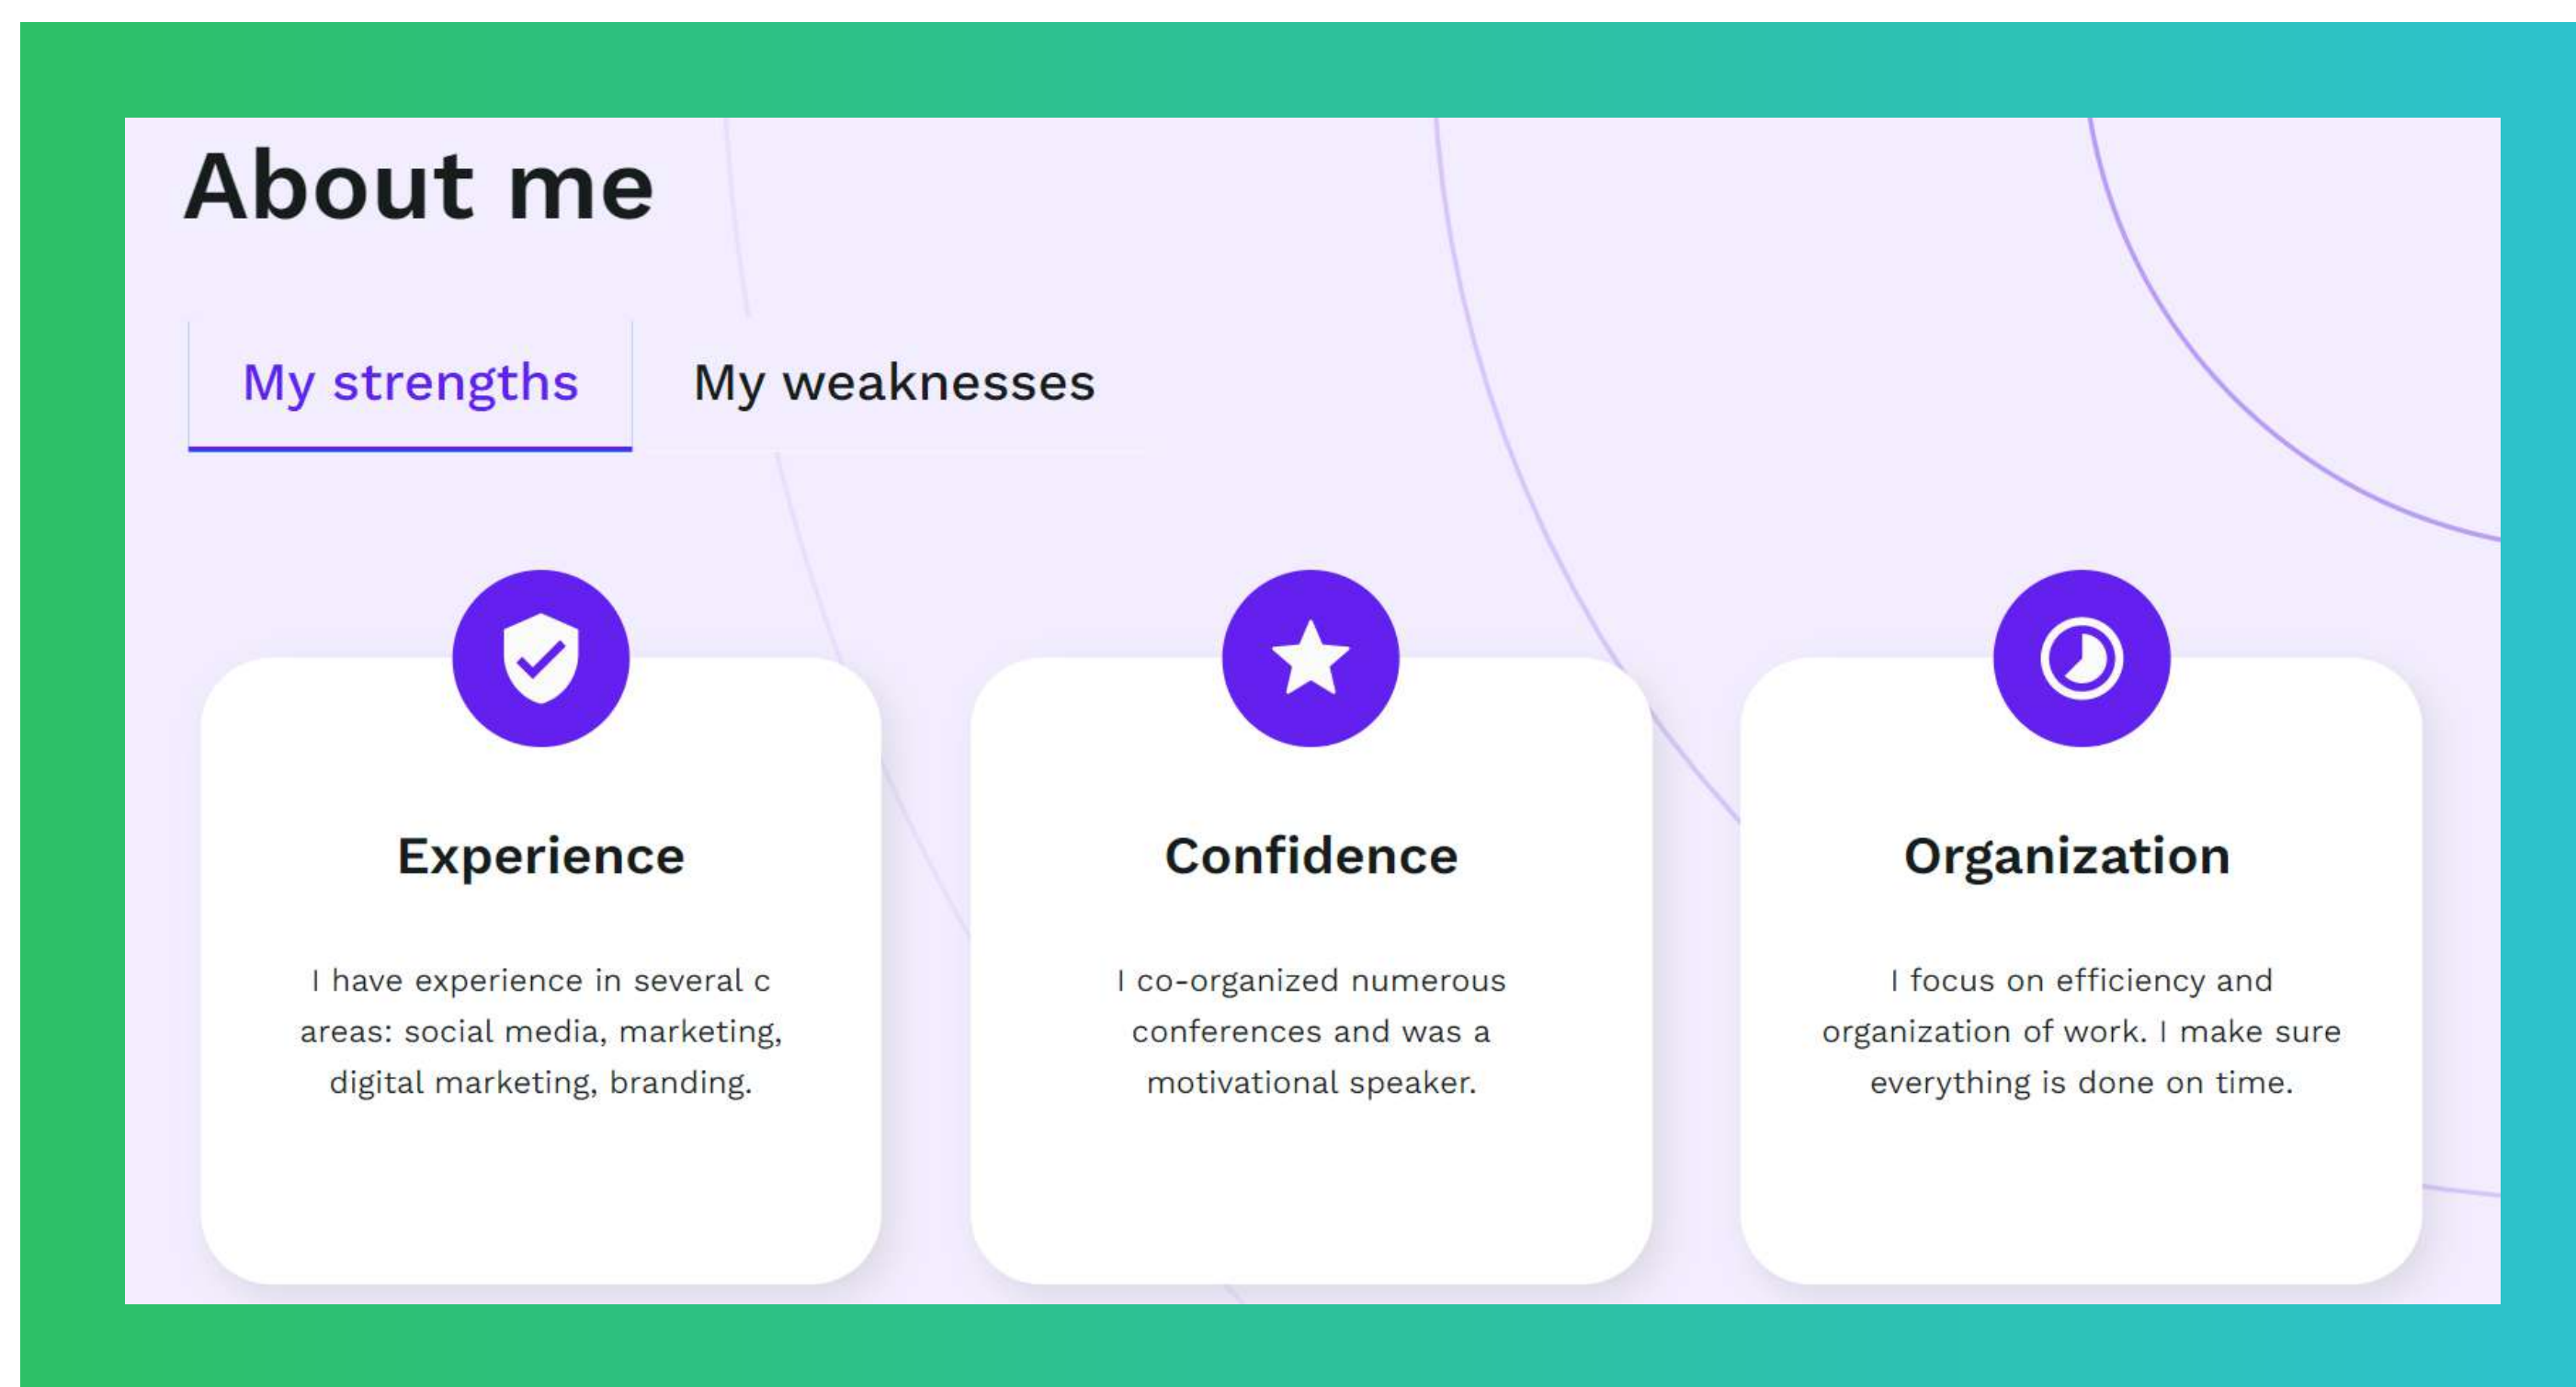 About me
My strengths
My weaknesses
Experience
I have experience in several c
areas: social media, marketing,
digital marketing, branding.
Confidence
I co-organized numerous
conferences and was a
motivational speaker.
Organization
I focus on efficiency and
organization of work. I make sure
everything is done on time.